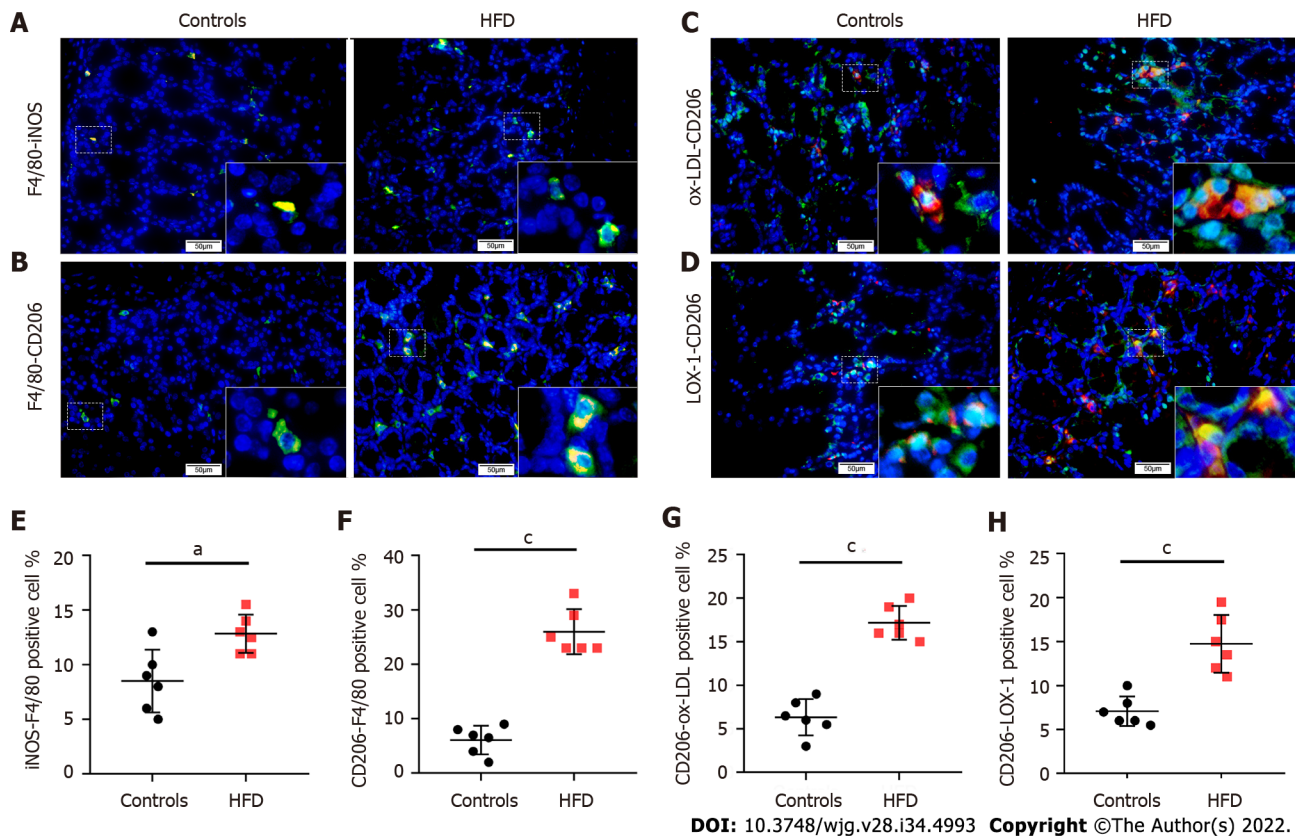 A
Controls
HFD
F4/80-iNOS
50μm
50μm
B
F4/80-CD206
50μm
50μm
C
Controls
HFD
ox-LDL-CD206
50μm
50μm
D
LOX-1-CD206
50μm
50μm
E
a
iNOS-F4/80 positive cell %
20
15
10
5
0
Controls
HFD
F
c
CD206-F4/80 positive cell %
40
30
20
10
0
Controls
HFD
G
c
CD206-ox-LDL positive cell %
25
20
15
10
5
0
Controls
HFD
H
c
CD206-LOX-1 positive cell %
25
20
15
10
5
0
Controls
HFD
DOI: 10.3748/wjg.v28.i34.4993 Copyright ©The Author(s) 2022.